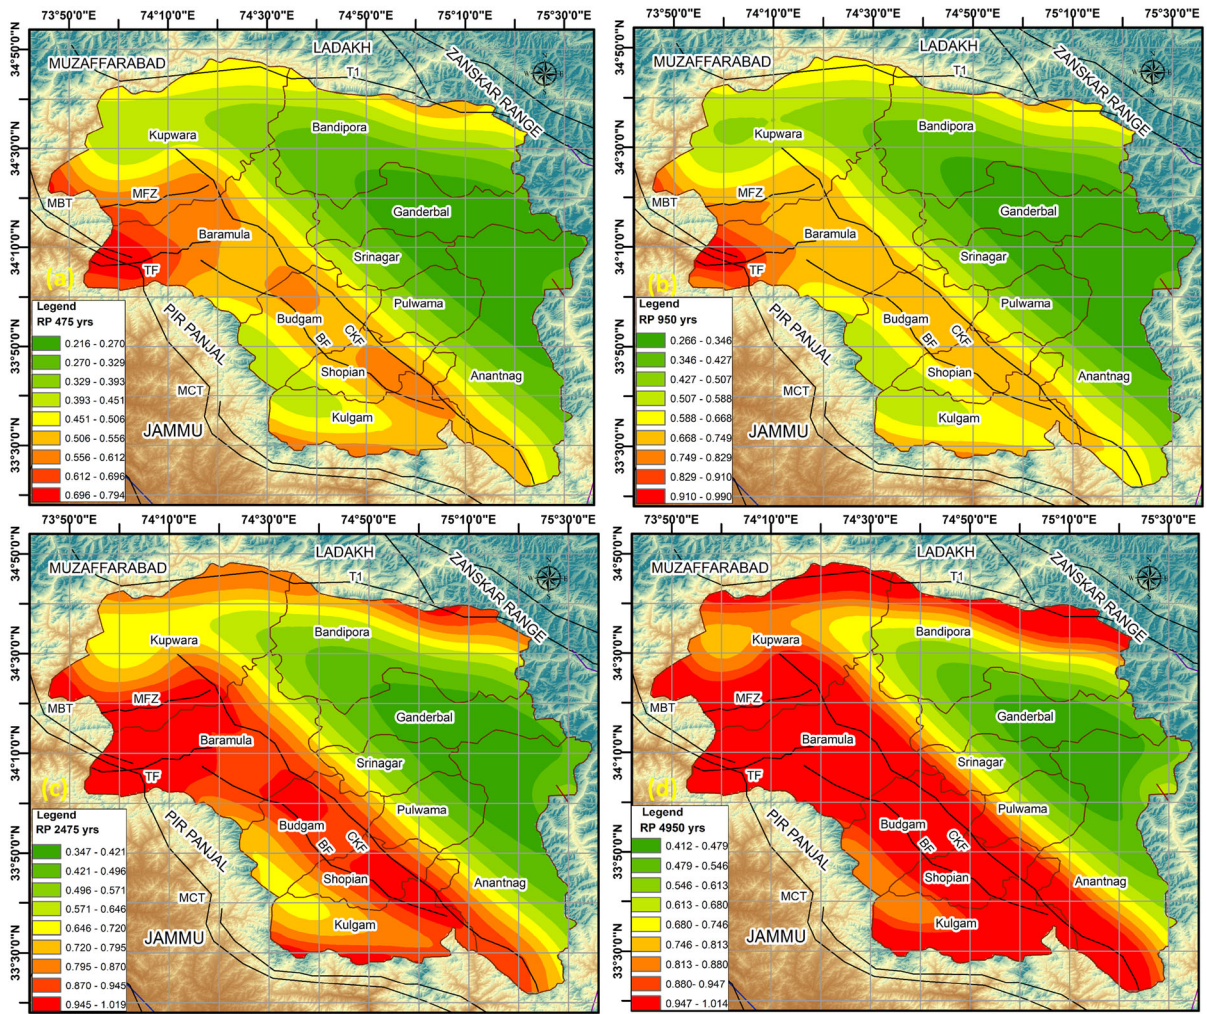 73°50'0"E 74°10'0"E 74°30'0"E 74°50'0"E 75°10'0"E 75°30'0"E
34°50'0"N
34°30'0"N
34°10'0"N
33°50'0"N
33°30'0"N
LADAKH
MUZAFFARABAD
T1
ZANSKAR RANGE
Kupwara
Bandipora
MFZ
MBT
Ganderbal
Baramula
Srinagar
TF
(a)
Pulwama
PIR PANJAL
Budgam
BF
CKF
Shopian
Anantnag
MCT
Kulgam
JAMMU
Legend
RP 475 yrs
0.216 - 0.270
0.270 - 0.329
0.329 - 0.393
0.393 - 0.451
0.451 - 0.506
0.506 - 0.556
0.556 - 0.612
0.612 - 0.696
0.696 - 0.794
73°50'0"E 74°10'0"E 74°30'0"E 74°50'0"E 75°10'0"E 75°30'0"E
34°50'0"N
34°30'0"N
34°10'0"N
33°50'0"N
33°30'0"N
LADAKH
MUZAFFARABAD
T1
ZANSKAR RANGE
Kupwara
Bandipora
MFZ
MBT
Ganderbal
Baramula
Srinagar
TF
(b)
Pulwama
PIR PANJAL
Budgam
BF
CKF
Shopian
Anantnag
MCT
Kulgam
JAMMU
Legend
RP 950 yrs
0.266 - 0.346
0.346 - 0.427
0.427 - 0.507
0.507 - 0.588
0.588 - 0.668
0.668 - 0.749
0.749 - 0.829
0.829 - 0.910
0.910 - 0.990
73°50'0"E 74°10'0"E 74°30'0"E 74°50'0"E 75°10'0"E 75°30'0"E
34°50'0"N
34°30'0"N
34°10'0"N
33°50'0"N
33°30'0"N
LADAKH
MUZAFFARABAD
T1
ZANSKAR RANGE
Kupwara
Bandipora
MFZ
MBT
Ganderbal
Baramula
Srinagar
TF
(c)
Pulwama
PIR PANJAL
Budgam
BF
CKF
Shopian
Anantnag
MCT
Kulgam
JAMMU
Legend
RP 2475 yrs
0.347 - 0.421
0.421 - 0.496
0.496 - 0.571
0.571 - 0.646
0.646 - 0.720
0.720 - 0.795
0.795 - 0.870
0.870 - 0.945
0.945 - 1.019
73°50'0"E 74°10'0"E 74°30'0"E 74°50'0"E 75°10'0"E 75°30'0"E
34°50'0"N
34°30'0"N
34°10'0"N
33°50'0"N
33°30'0"N
LADAKH
MUZAFFARABAD
T1
ZANSKAR RANGE
Kupwara
Bandipora
MFZ
MBT
Ganderbal
Baramula
Srinagar
TF
(d)
Pulwama
PIR PANJAL
Budgam
BF
CKF
Shopian
Anantnag
MCT
Kulgam
JAMMU
Legend
RP 4950 yrs
0.412 - 0.479
0.479 - 0.546
0.546 - 0.613
0.613 - 0.680
0.680 - 0.746
0.746 - 0.813
0.813 - 0.880
0.880- 0.947
0.947 - 1.014